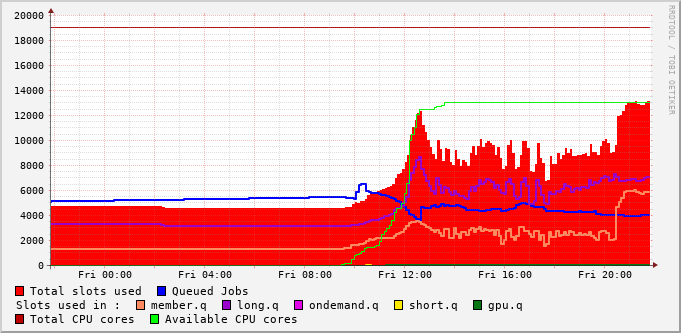 20000
18000
16000
14000
12000
10000
8000
6000
4000
2000
0
Fri 00:00 Fri 04:00 Fri 08:00 Fri 12:00 Fri 16:00 Fri 20:00
RRDTOOL / TOBI OETIKER
Total slots used Queued Jobs
Slots used in : member.q long.q ondemand.q short.q gpu.q
Total CPU cores Available CPU cores